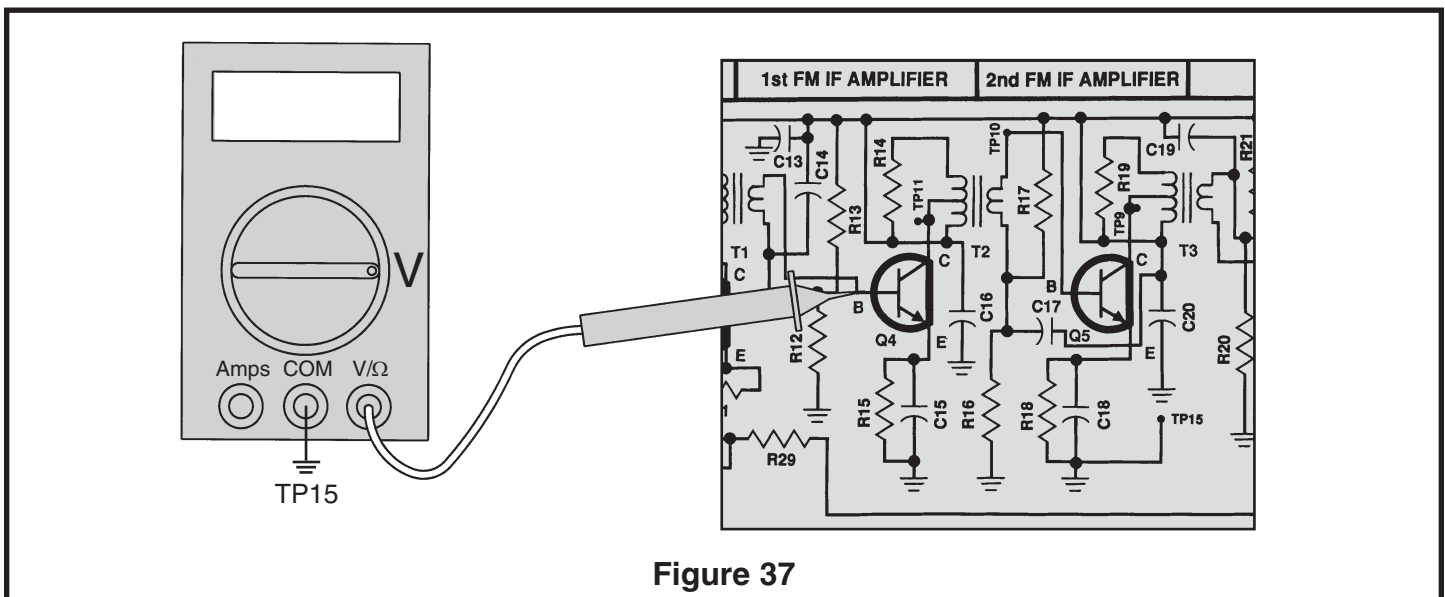 1st FM IF AMPLIFIER
2nd FM IF AMPLIFIER
V
Amps
COM
V/Ω
TP15
C13
C14
R13
R14
TP11
TP10
R17
C19
R19
R21
TP9
T1
C
E
1
R12
B
C
Q4
E
T2
C16
R15
C15
R29
B
C17
Q5
C
T3
E
C20
R16
R18
C18
TP15
R20
Figure 37